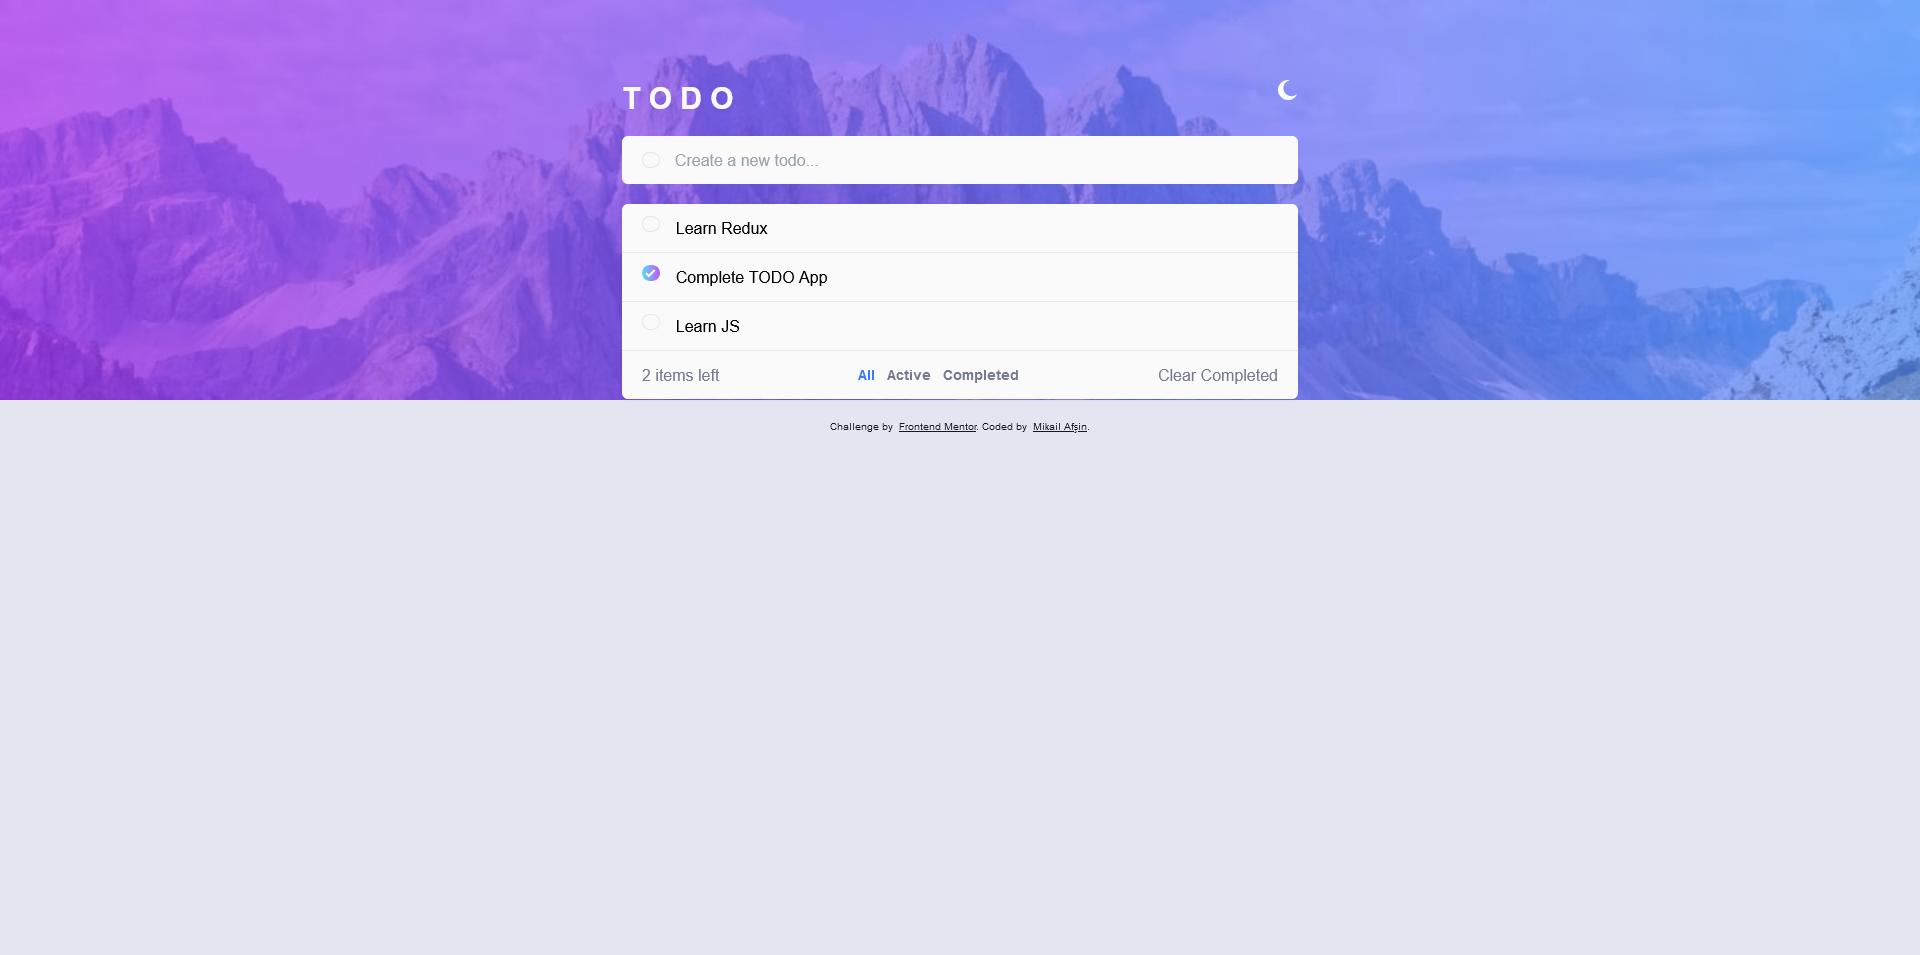 TODO
Create a new todo...
Learn Redux
Complete TODO App
Learn JS
2 items left All Active Completed Clear Completed
Challenge by Frontend Mentor. Coded by Mikail Afşin.